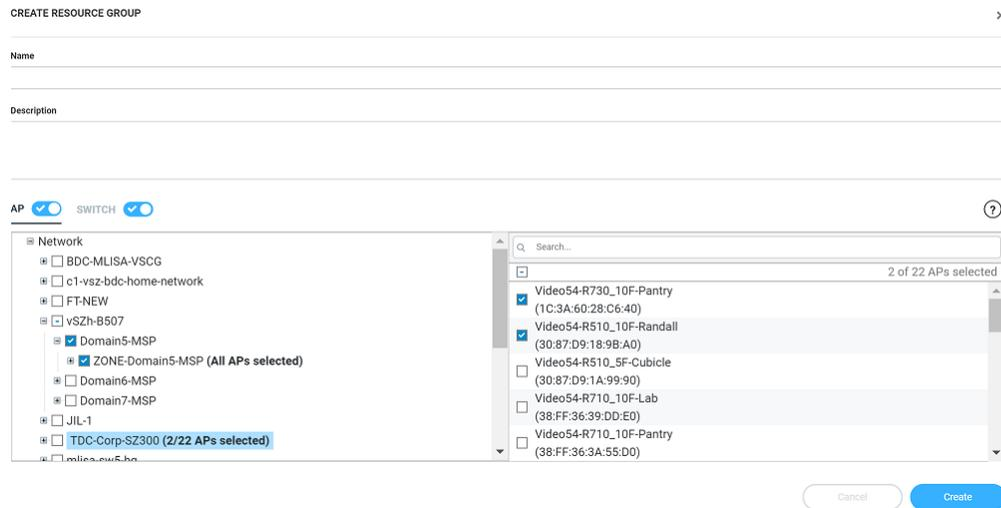 CREATE RESOURCE GROUP
Name
Description
AP
SWITCH
?
Network
BDC-MLISA-VSCG
c1-vsz-bdc-home-network
FT-NEW
vSZh-B507
Domain5-MSP
ZONE-Domain5-MSP (All APs selected)
Domain6-MSP
Domain7-MSP
JIL-1
TDC-Corp-SZ300 (2/22 APs selected)
mlisa-sw5-bg
Search...
2 of 22 APs selected
Video54-R730_10F-Pantry
(1C:3A:60:28:C6:40)
Video54-R510_10F-Randall
(30:87:D9:18:9B:A0)
Video54-R510_5F-Cubicle
(30:87:D9:1A:99:90)
Video54-R710_10F-Lab
(38:FF:36:39:DD:E0)
Video54-R710_10F-Pantry
(38:FF:36:3A:55:D0)
Cancel
Create